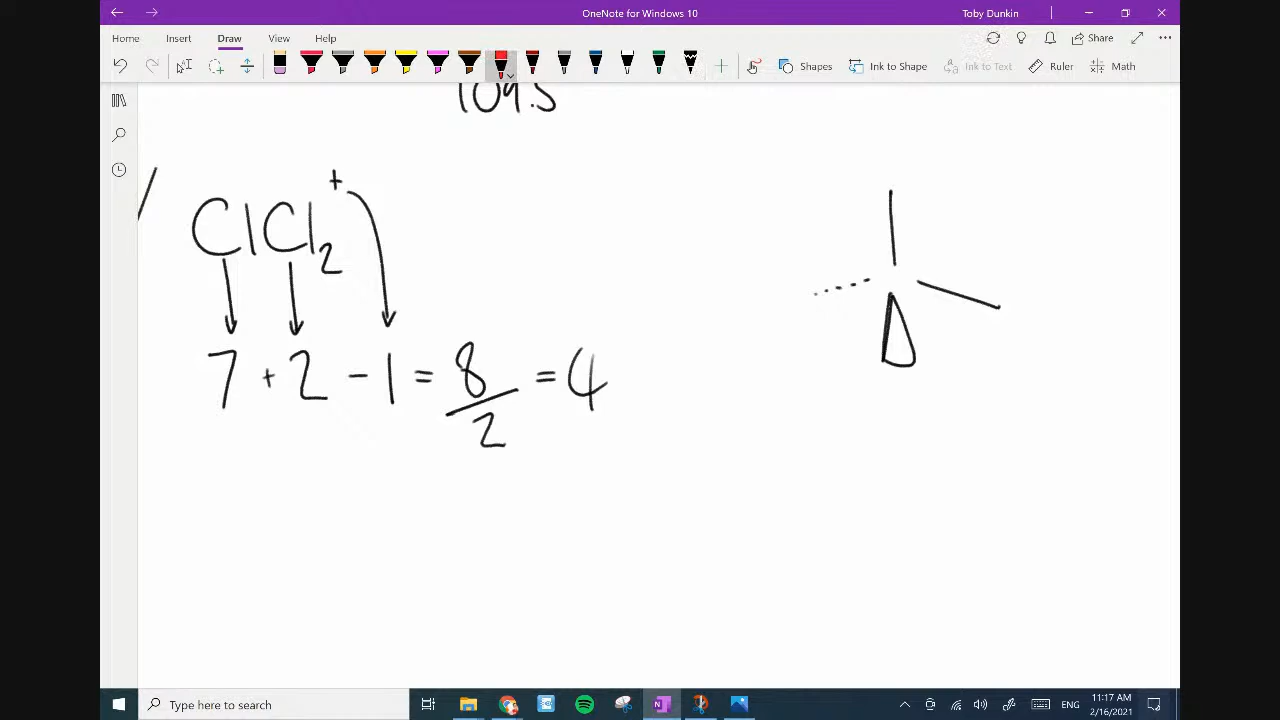 OneNote for Windows 10
Toby Dunkin
Home
Insert
Draw
View
Help
Share
Shapes
Ink to Shape
Ink to Text
Ruler
Math
109.5
ClCl₂⁺
7 + 2 - 1 = 8/2 = 4
Type here to search
ENG
11:17 AM
2/16/2021